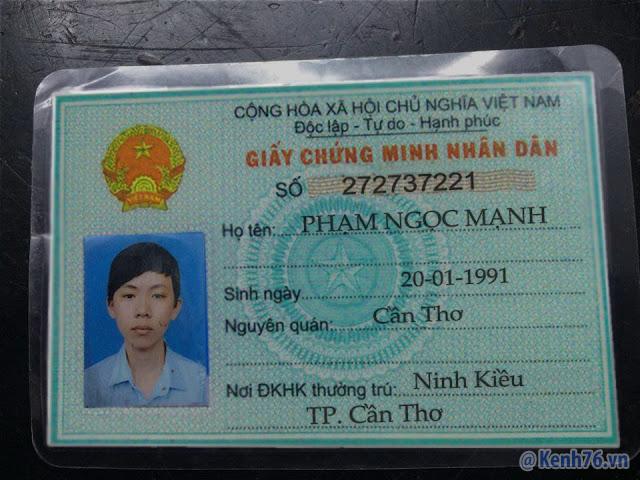 CỘNG HÒA XÃ HỘI CHỦ NGHĨA VIỆT NAM
Độc lập - Tự do - Hạnh phúc
GIẤY CHỨNG MINH NHÂN DÂN
SỐ 272737221
VIỆT NAM
Họ tên: PHẠM NGỌC MẠNH
Sinh ngày 20-01-1991
Nguyên quán: Cần Thơ
Nơi ĐKHK thường trú: Ninh Kiều
TP. Cần Thơ
@Kenh76.vn